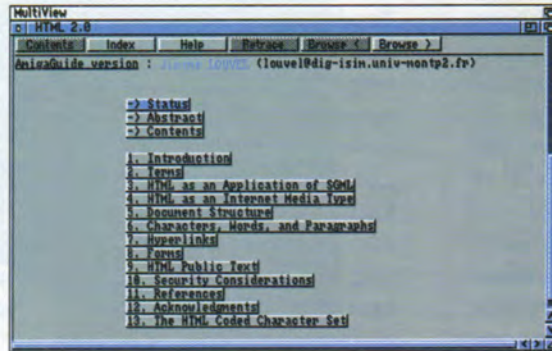 MultiView
HTML 2.0
Contents Index Help Retrace Browse < Browse >
AmigaGuide version : LOUVEL (louvel@dig-isim.univ-montp2.fr)
-> Status
-> Abstract
-> Contents
1. Introduction
2. Terms
3. HTML as an Application of SGML
4. HTML as an Internet Media Type
5. Document Structure
6. Characters, Words, and Paragraphs
7. Hyperlinks
8. Forms
9. HTML Public Text
10. Security Considerations
11. References
12. Acknowledgments
13. The HTML Coded Character Set